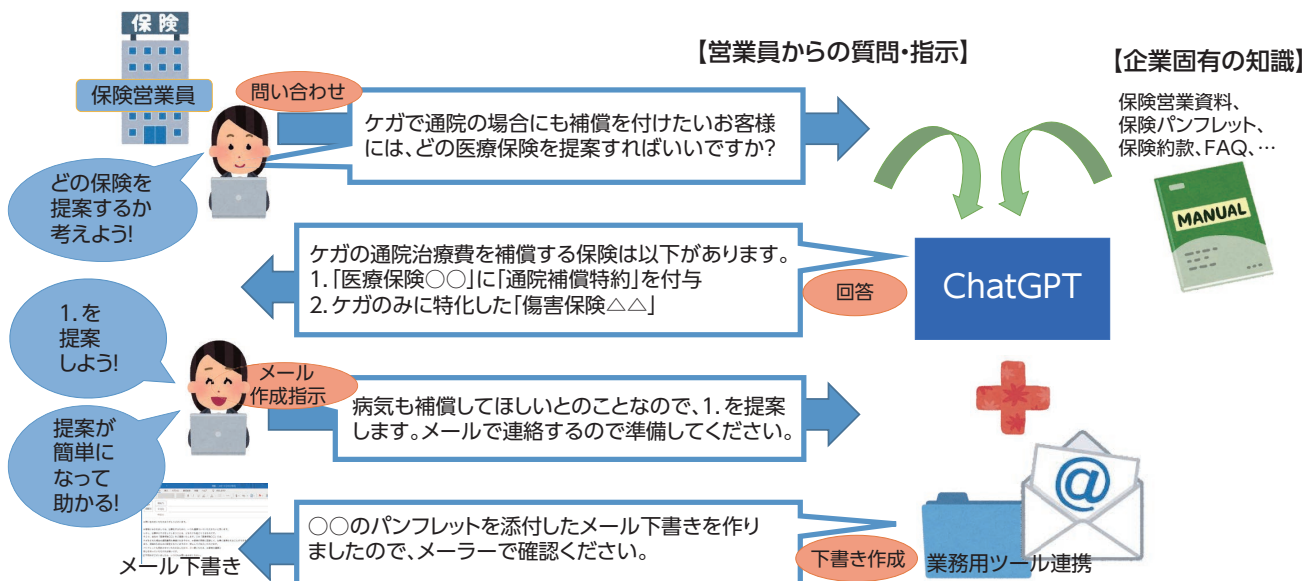 保険
【営業員からの質問・指示】
【企業固有の知識】
保険営業員
問い合わせ
保険営業資料、
保険パンフレット、
保険約款、FAQ、…
ケガで通院の場合にも補償を付けたいお客様
には、どの医療保険を提案すればいいですか?
どの保険を
提案するか
考えよう!
MANUAL
ケガの通院治療費を補償する保険は以下があります。
1.「医療保険○○」に「通院補償特約」を付与
2.ケガのみに特化した「傷害保険△△」
回答
ChatGPT
1.を
提案
しよう!
メール
作成指示
病気も補償してほしいとのことなので、1.を提案
します。メールで連絡するので準備してください。
提案が
簡単に
なって
助かる!
@
○○のパンフレットを添付したメール下書きを作り
ましたので、メーラーで確認ください。
メール下書き
下書き作成
業務用ツール連携